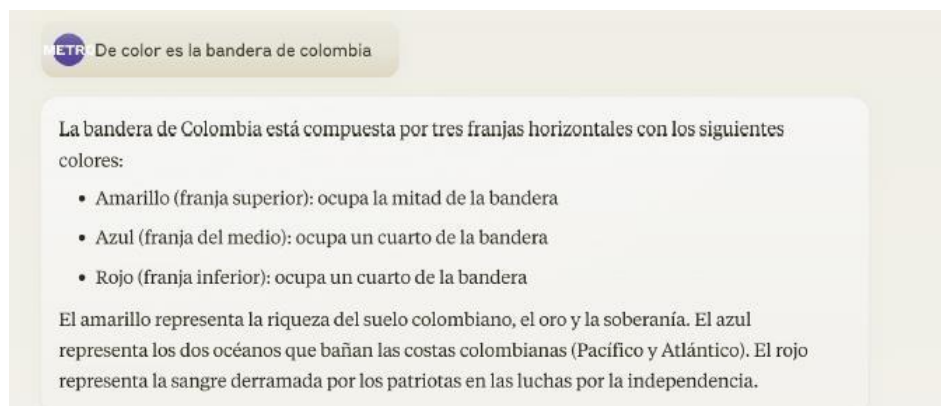 METRO De color es la bandera de colombia
La bandera de Colombia está compuesta por tres franjas horizontales con los siguientes
colores:
• Amarillo (franja superior): ocupa la mitad de la bandera
• Azul (franja del medio): ocupa un cuarto de la bandera
• Rojo (franja inferior): ocupa un cuarto de la bandera
El amarillo representa la riqueza del suelo colombiano, el oro y la soberanía. El azul
representa los dos océanos que bañan las costas colombianas (Pacífico y Atlántico). El rojo
representa la sangre derramada por los patriotas en las luchas por la independencia.